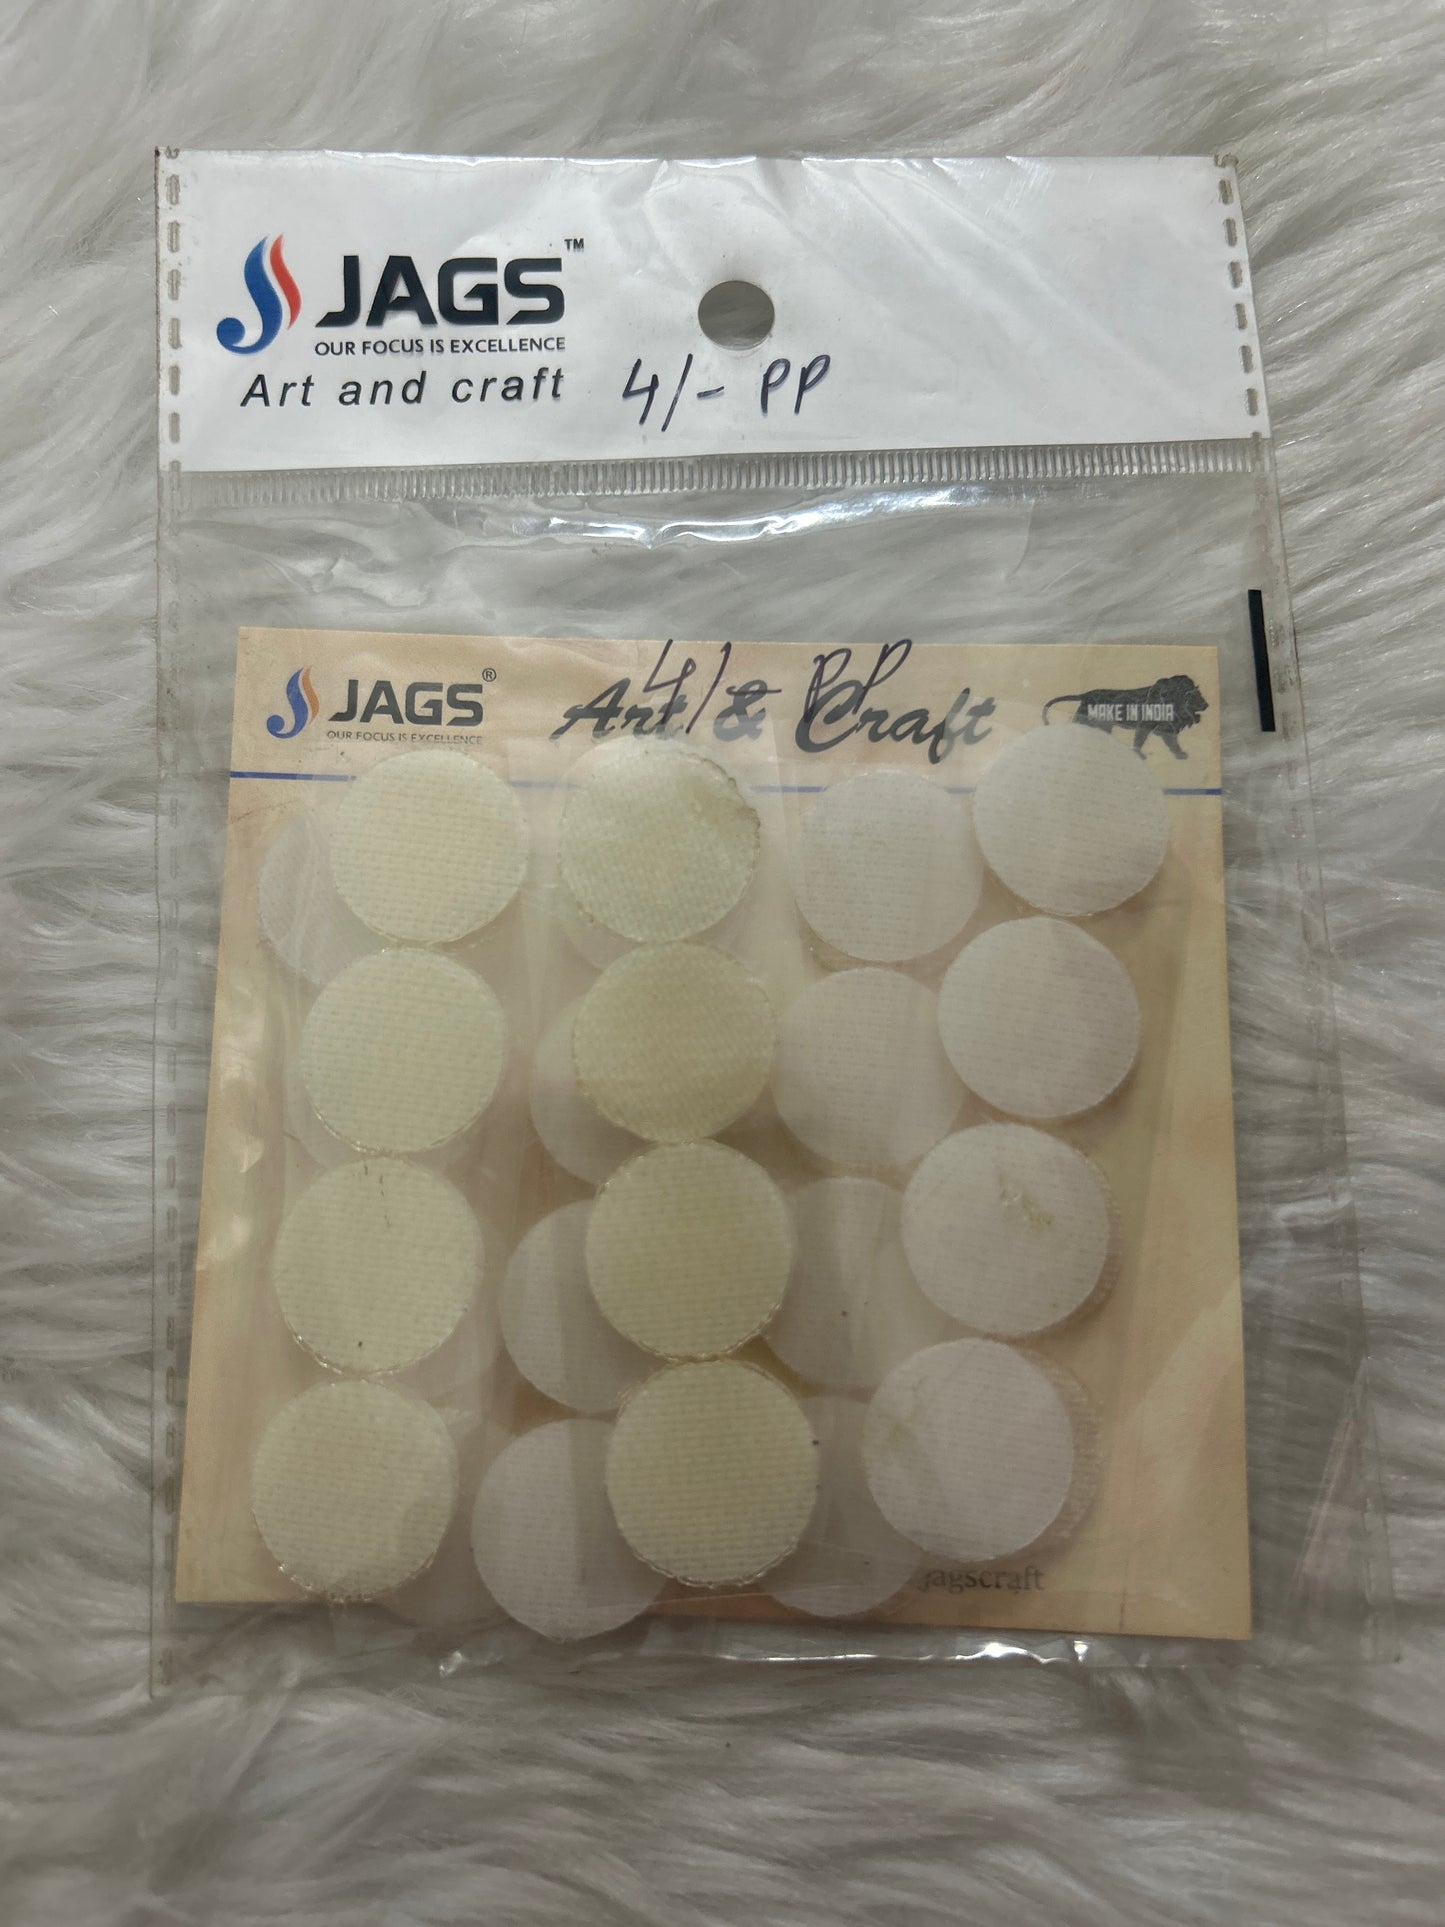 JAGS™
OUR FOCUS IS EXCELLENCE
Art and craft 4/- PP
4/ PP
JAGS®
OUR FOCUS IS EXCELLENCE
Art & Craft
MAKE IN INDIA
jagscraft